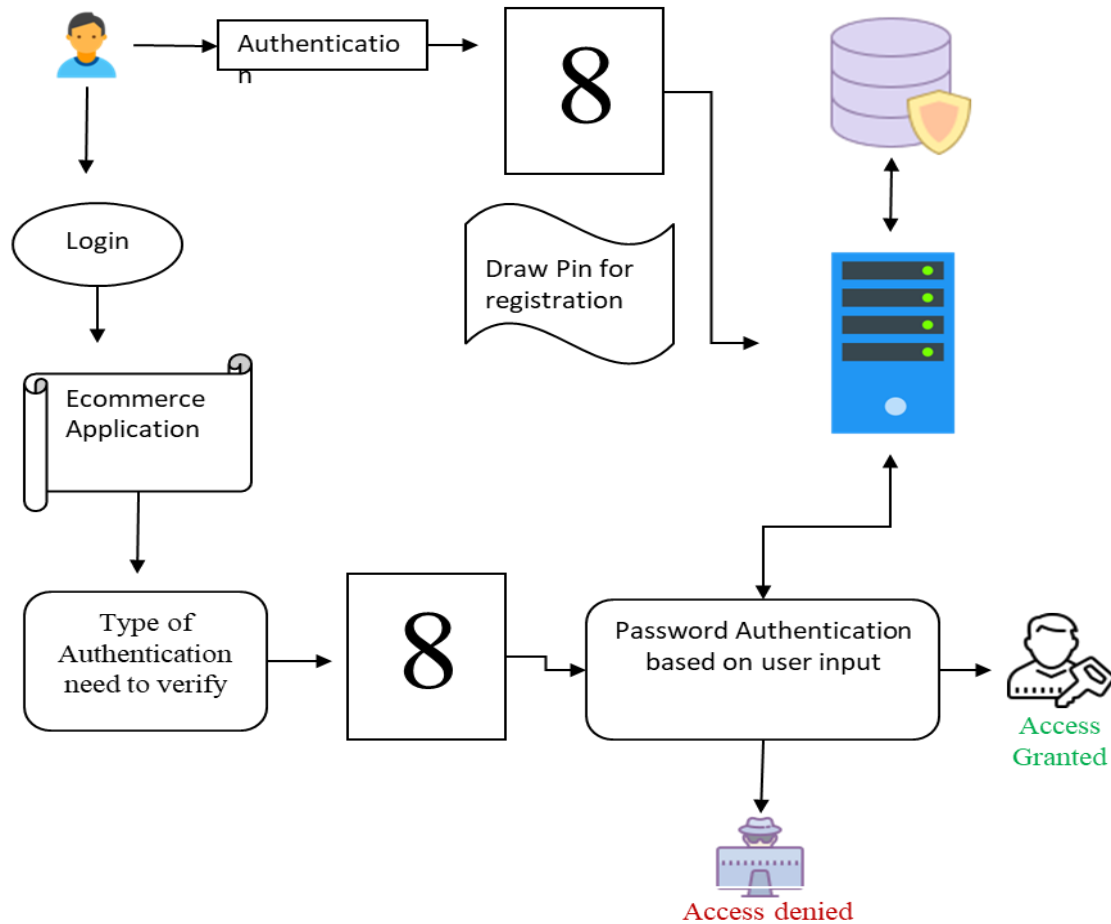 Authenticatio
n
8
Draw Pin for
registration
Login
Ecommerce
Application
Type of
Authentication
need to verify
8
Password Authentication
based on user input
Access
Granted
Access denied